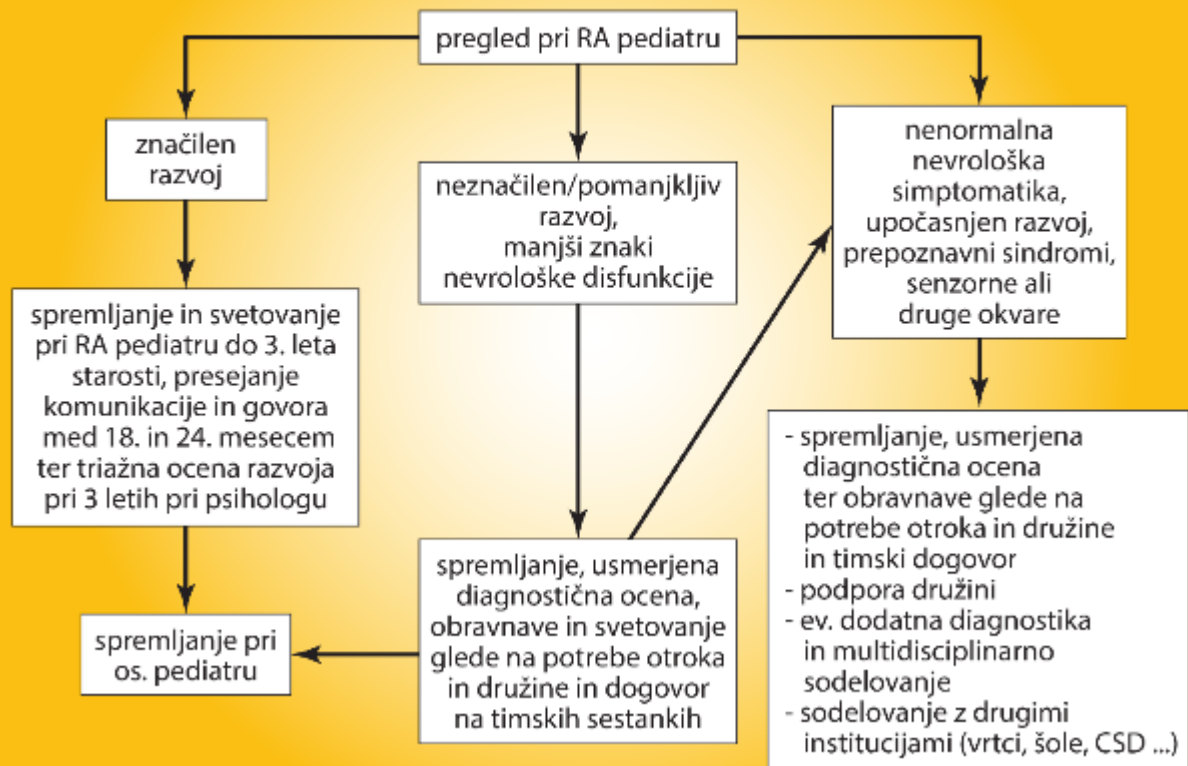 pregled pri RA pediatru
značilen
razvoj
neznačilen/pomanjkljiv
razvoj,
manjši znaki
nevrološke disfunkcije
nenormalna
nevrološka
simptomatika,
upočasnjen razvoj,
prepoznavni sindromi,
senzorne ali
druge okvare
spremljanje in svetovanje
pri RA pediatru do 3. leta
starosti, presejanje
komunikacije in govora
med 18. in 24. mesecem
ter triažna ocena razvoja
pri 3 letih pri psihologu
spremljanje pri
os. pediatru
spremljanje, usmerjena
diagnostična ocena,
obravnave in svetovanje
glede na potrebe otroka
in družine in dogovor
na timskih sestankih
- spremljanje, usmerjena
diagnostična ocena
ter obravnave glede na
potrebe otroka in družine
in timski dogovor
- podpora družini
- ev. dodatna diagnostika
in multidisciplinarno
sodelovanje
- sodelovanje z drugimi
institucijami (vrtci, šole, CSD ...)